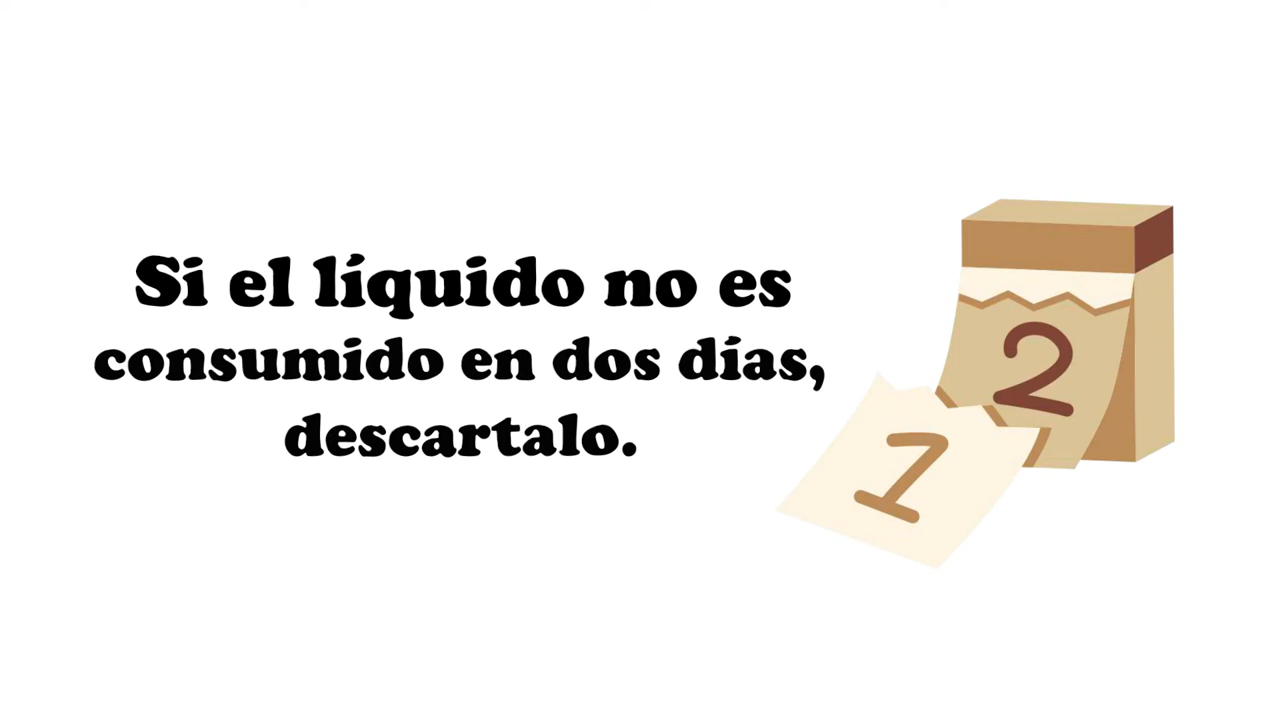 Si el líquido no es
consumido en dos días,
descartalo.
2
1